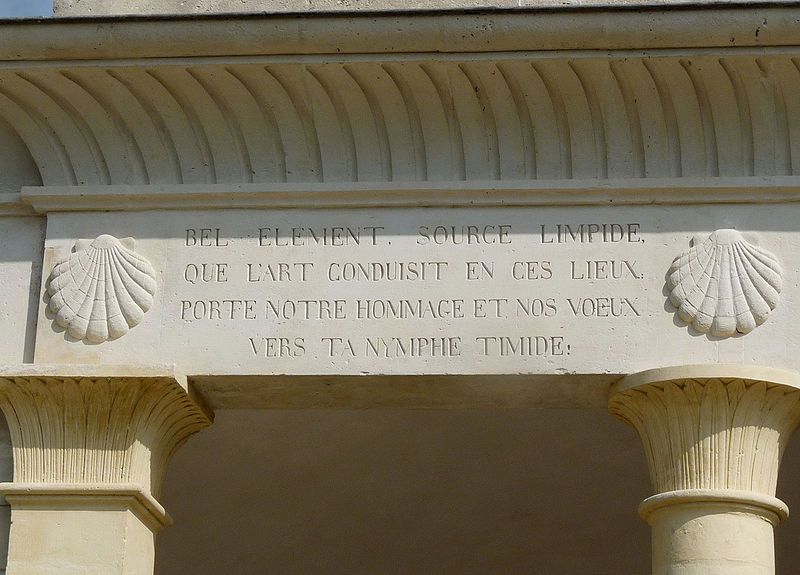 BEL ELEMENT. SOURCE LIMPIDE,
QUE L'ART CONDUISIT EN CES LIEUX;
PORTE NOTRE HOMMAGE ET NOS VOEUX
VERS TA NYMPHE TIMIDE: